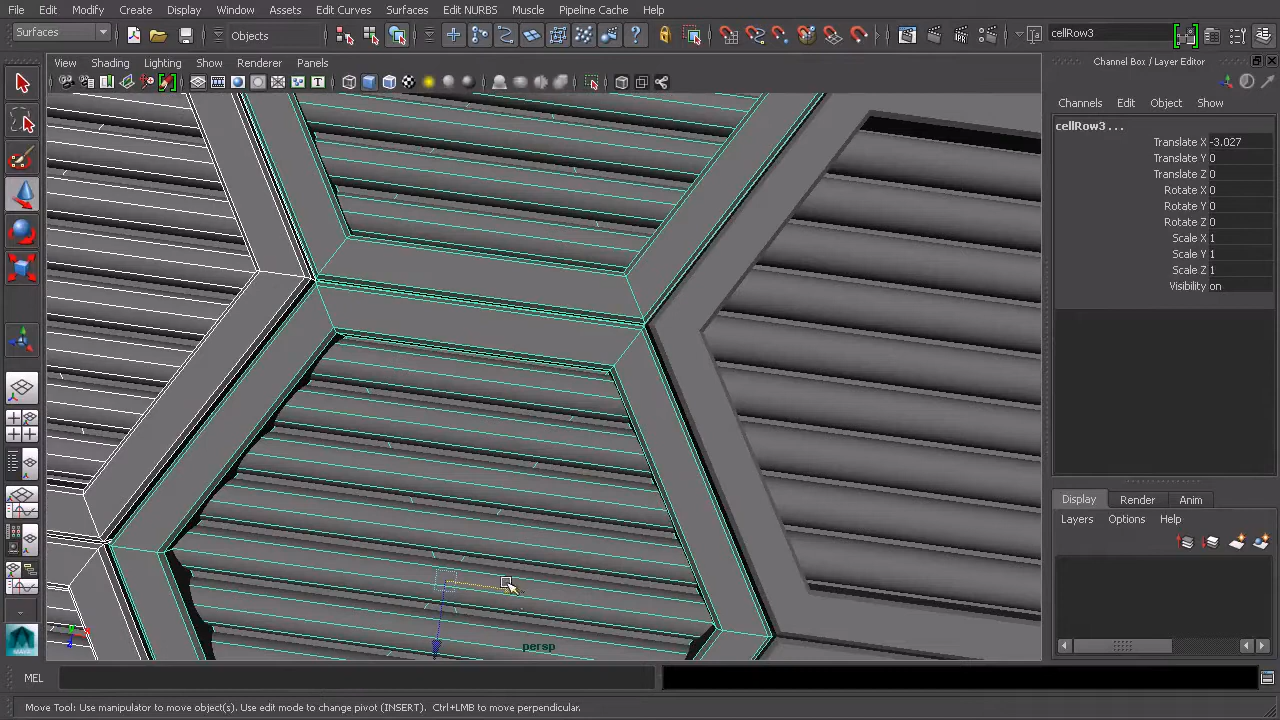 File Edit Modify Create Display Window Assets Edit Curves Surfaces Edit NURBS Muscle Pipeline Cache Help
Surfaces Objects cellRow3
View Shading Lighting Show Renderer Panels
Channel Box / Layer Editor
Channels Edit Object Show
cellRow3...
Translate X -3.027
Translate Y 0
Translate Z 0
Rotate X 0
Rotate Y 0
Rotate Z 0
Scale X 1
Scale Y 1
Scale Z 1
Visibility on
Display Render Anim
Layers Options Help
persp
MEL
Move Tool: Use manipulator to move object(s). Use edit mode to change pivot (INSERT). Ctrl+LMB to move perpendicular.